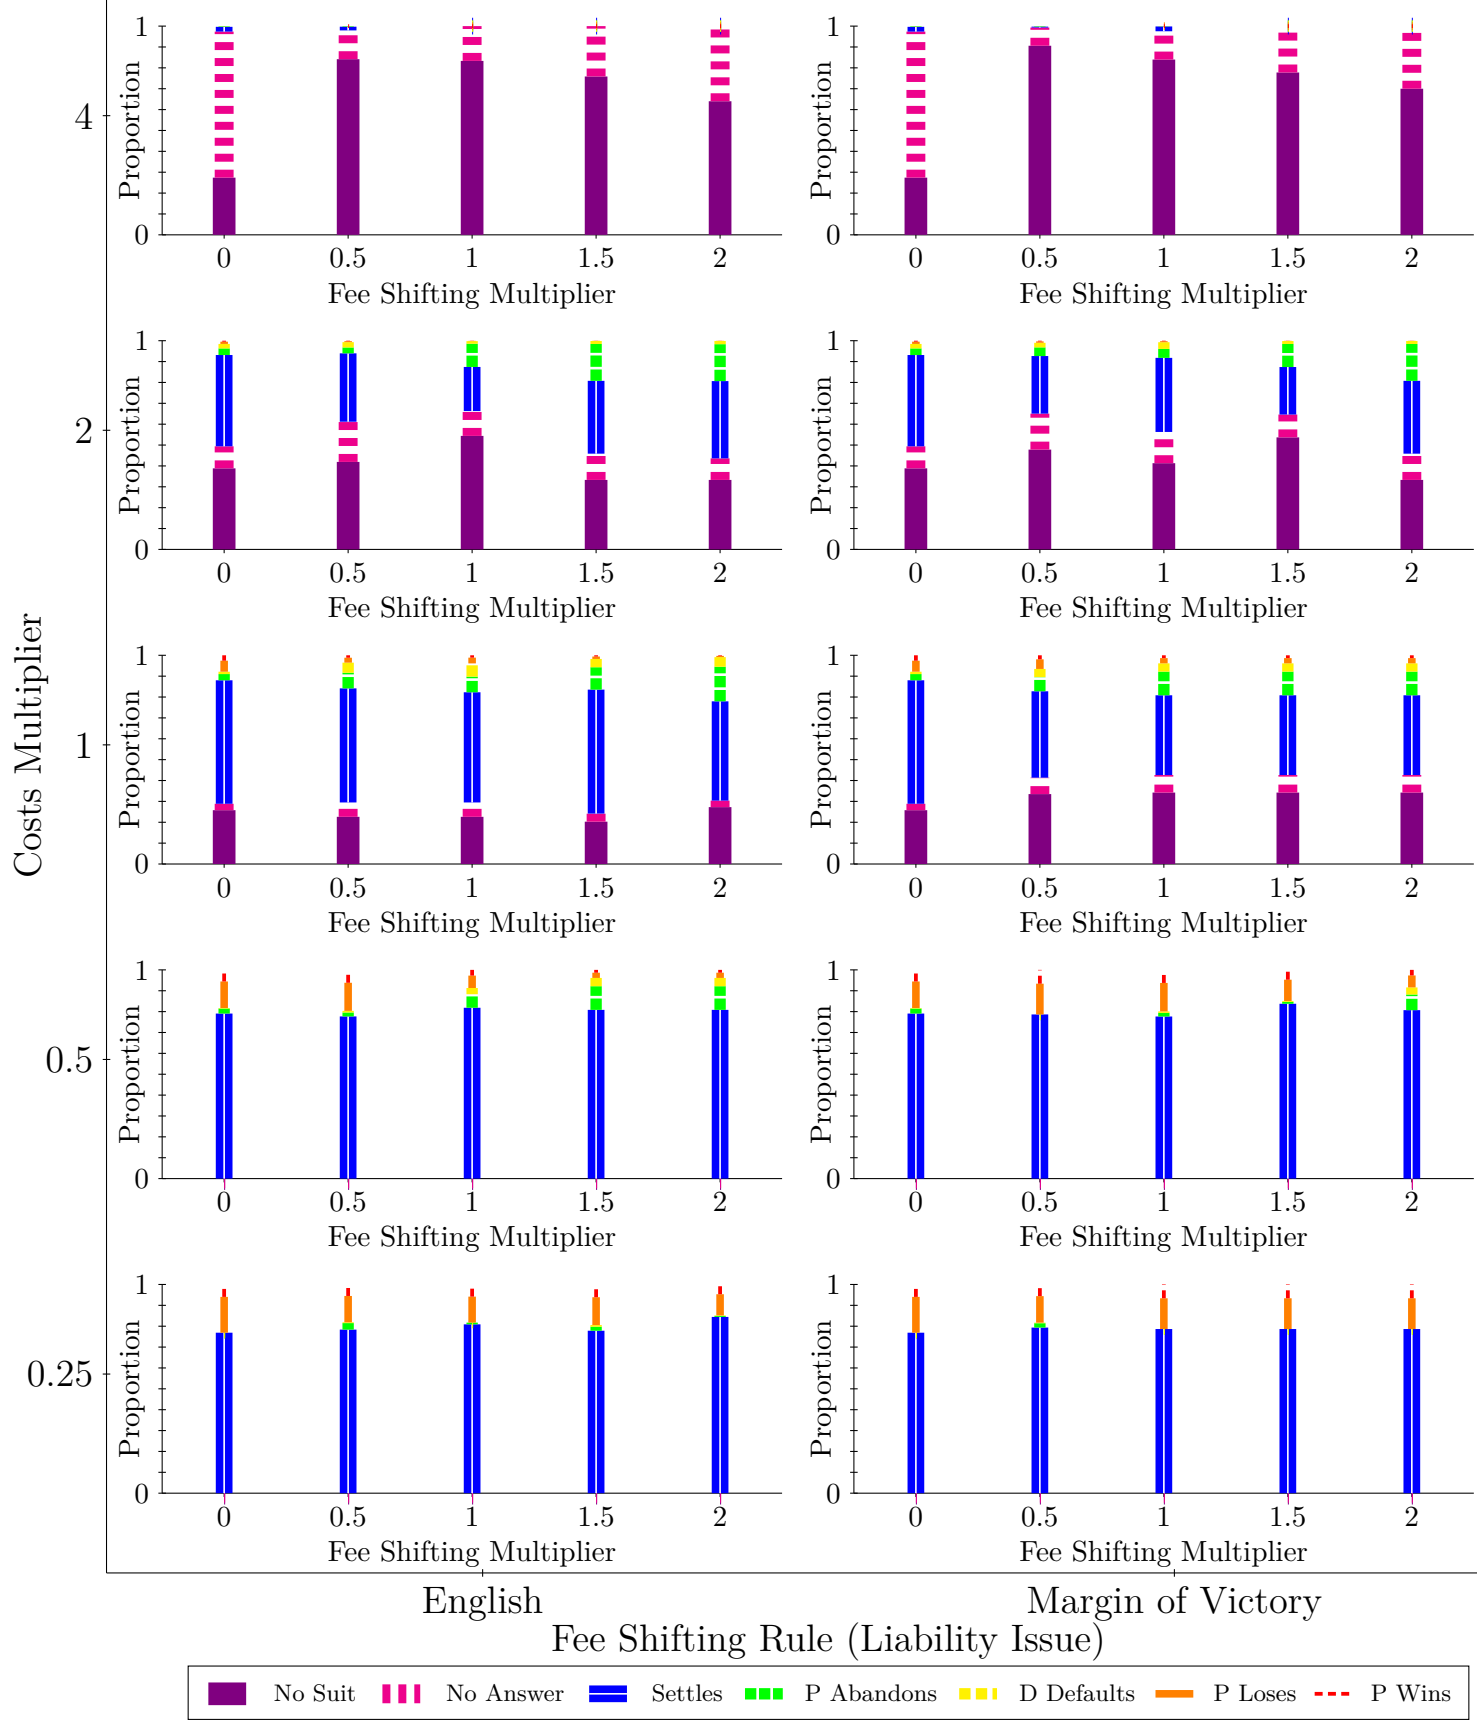 Costs Multiplier
4
Proportion
1
0
0 0.5 1 1.5 2
Fee Shifting Multiplier
Proportion
1
0
0 0.5 1 1.5 2
Fee Shifting Multiplier
2
Proportion
1
0
0 0.5 1 1.5 2
Fee Shifting Multiplier
Proportion
1
0
0 0.5 1 1.5 2
Fee Shifting Multiplier
1
Proportion
1
0
0 0.5 1 1.5 2
Fee Shifting Multiplier
Proportion
1
0
0 0.5 1 1.5 2
Fee Shifting Multiplier
0.5
Proportion
1
0
0 0.5 1 1.5 2
Fee Shifting Multiplier
Proportion
1
0
0 0.5 1 1.5 2
Fee Shifting Multiplier
0.25
Proportion
1
0
0 0.5 1 1.5 2
Fee Shifting Multiplier
Proportion
1
0
0 0.5 1 1.5 2
Fee Shifting Multiplier
English Margin of Victory
Fee Shifting Rule (Liability Issue)
No Suit No Answer Settles P Abandons D Defaults P Loses P Wins